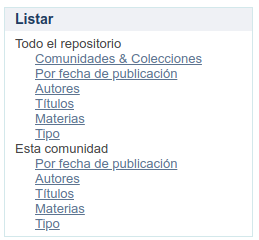 Listar
Todo el repositorio
Comunidades & Colecciones
Por fecha de publicación
Autores
Títulos
Materias
Tipo
Esta comunidad
Por fecha de publicación
Autores
Títulos
Materias
Tipo